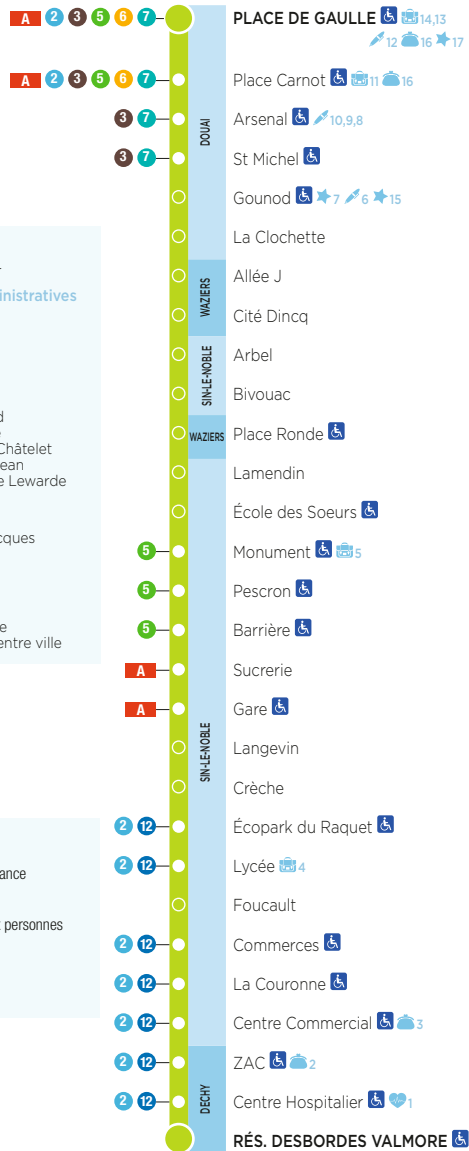 A 2 3 5 6 7 PLACE DE GAULLE 14,13
12 16 17
A 2 3 5 6 7 Place Carnot 11 16
3 7 Arsenal 10,9,8
DOUAI
3 7 St Michel
Gounod 7 6 15
La Clochette
inistratives
Allée J
WAZIERS
Cité Dincq
Arbel
SIN-LE-NOBLE
Bivouac
d
WAZIERS Place Ronde
Châtelet
ean
e Lewarde
Lamendin
École des Soeurs
cques
5 Monument 5
5 Pescron
e
5 Barrière
entre ville
A Sucrerie
A Gare
Langevin
SIN-LE-NOBLE
Crèche
2 12 Écopark du Raquet
2 12 Lycée 4
ance
Foucault
t personnes
2 12 Commerces
2 12 La Couronne
2 12 Centre Commercial 3
2 12 ZAC 2
DECHY
2 12 Centre Hospitalier 1
RÉS. DESBORDES VALMORE